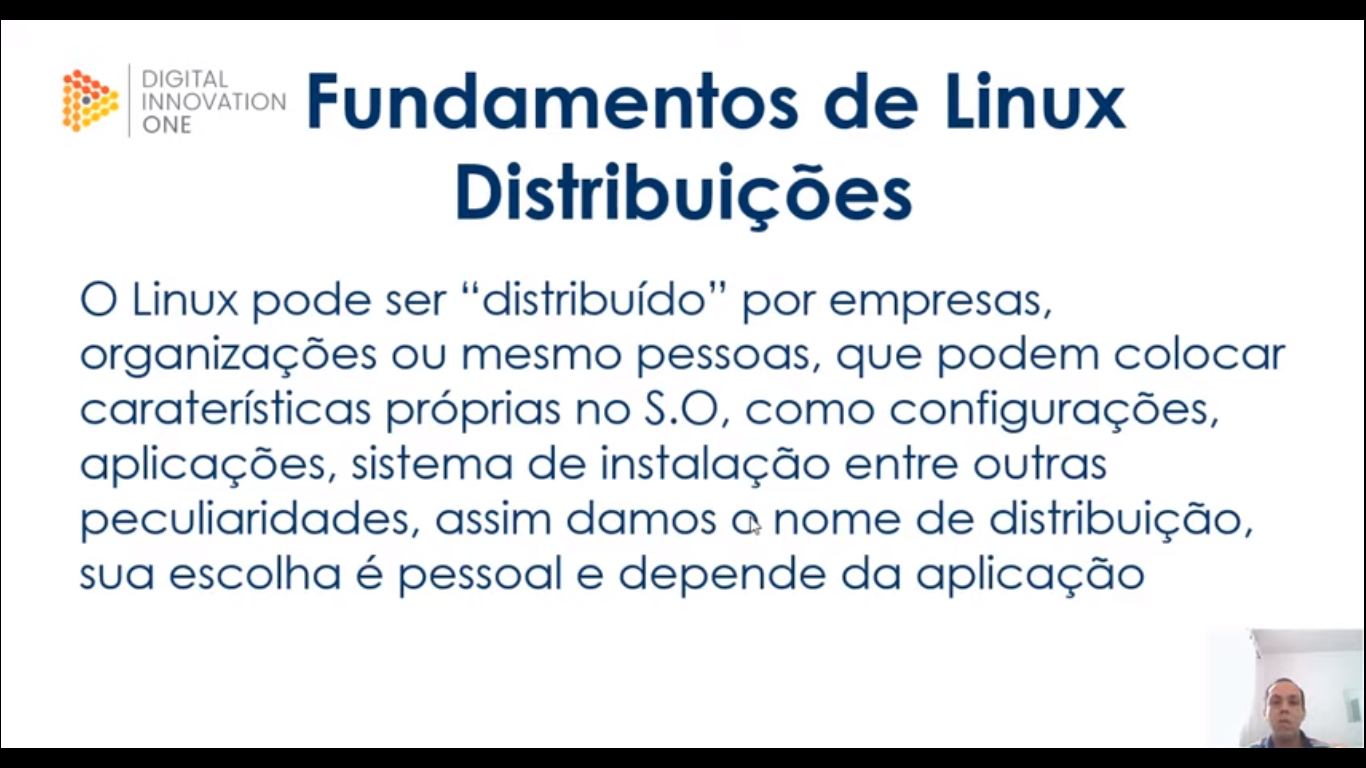 DIGITAL
INNOVATION
ONE
Fundamentos de Linux
Distribuições
O Linux pode ser “distribuído” por empresas,
organizações ou mesmo pessoas, que podem colocar
caraterísticas próprias no S.O, como configurações,
aplicações, sistema de instalação entre outras
peculiaridades, assim damos o nome de distribuição,
sua escolha é pessoal e depende da aplicação